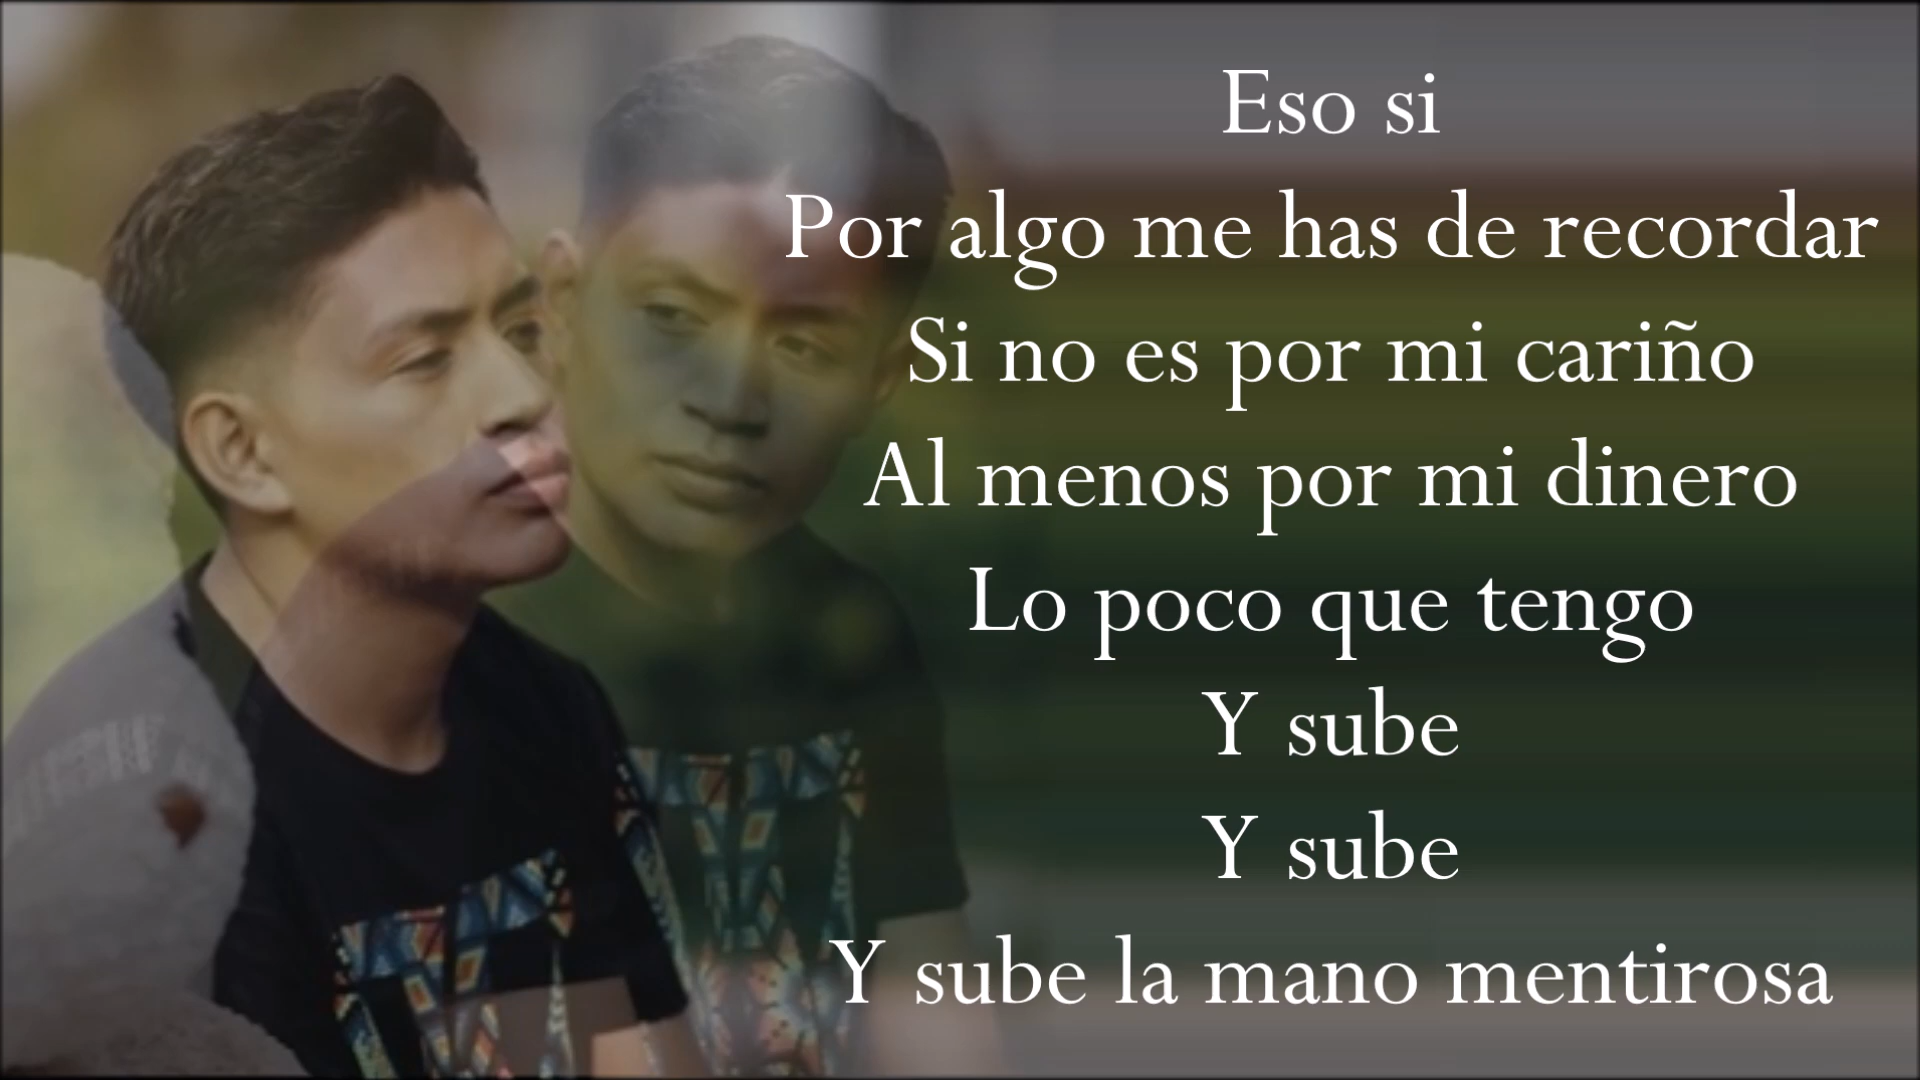 Eso si
Por algo me has de recordar
Si no es por mi cariño
Al menos por mi dinero
Lo poco que tengo
Y sube
Y sube
Y sube la mano mentirosa